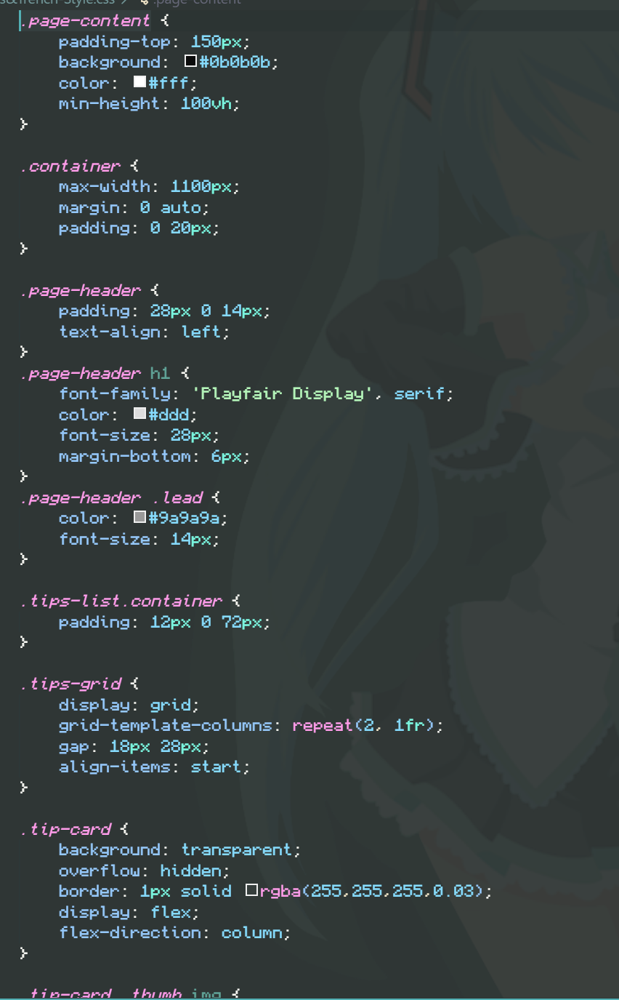 s&french-Style.css > .page-content
.page-content {
    padding-top: 150px;
    background: #0b0b0b;
    color: #fff;
    min-height: 100vh;
}

.container {
    max-width: 1100px;
    margin: 0 auto;
    padding: 0 20px;
}

.page-header {
    padding: 28px 0 14px;
    text-align: left;
}
.page-header h1 {
    font-family: 'Playfair Display', serif;
    color: #ddd;
    font-size: 28px;
    margin-bottom: 6px;
}
.page-header .lead {
    color: #9a9a9a;
    font-size: 14px;
}

.tips-list.container {
    padding: 12px 0 72px;
}

.tips-grid {
    display: grid;
    grid-template-columns: repeat(2, 1fr);
    gap: 18px 28px;
    align-items: start;
}

.tip-card {
    background: transparent;
    overflow: hidden;
    border: 1px solid rgba(255,255,255,0.03);
    display: flex;
    flex-direction: column;
}

.tip-card .thumb img {